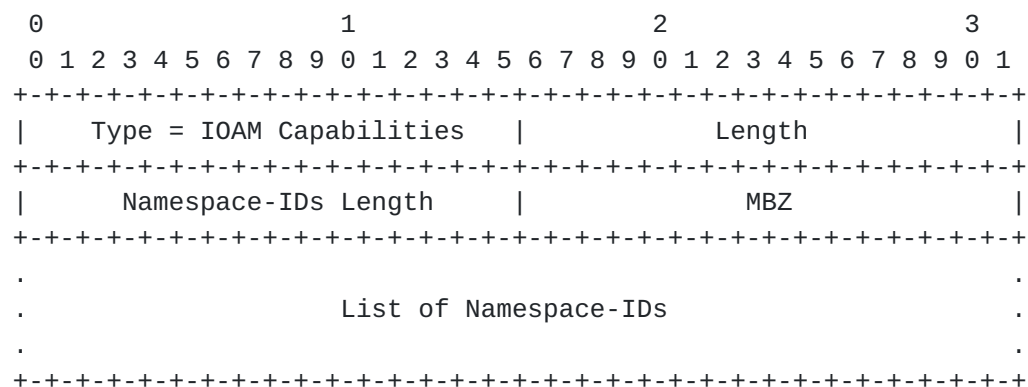 0                   1                   2                   3
 0 1 2 3 4 5 6 7 8 9 0 1 2 3 4 5 6 7 8 9 0 1 2 3 4 5 6 7 8 9 0 1
+-+-+-+-+-+-+-+-+-+-+-+-+-+-+-+-+-+-+-+-+-+-+-+-+-+-+-+-+-+-+-+-+
|    Type = IOAM Capabilities   |            Length             |
+-+-+-+-+-+-+-+-+-+-+-+-+-+-+-+-+-+-+-+-+-+-+-+-+-+-+-+-+-+-+-+-+
|      Namespace-IDs Length     |              MBZ              |
+-+-+-+-+-+-+-+-+-+-+-+-+-+-+-+-+-+-+-+-+-+-+-+-+-+-+-+-+-+-+-+-+
.                                                               .
.                    List of Namespace-IDs                      .
.                                                               .
+-+-+-+-+-+-+-+-+-+-+-+-+-+-+-+-+-+-+-+-+-+-+-+-+-+-+-+-+-+-+-+-+